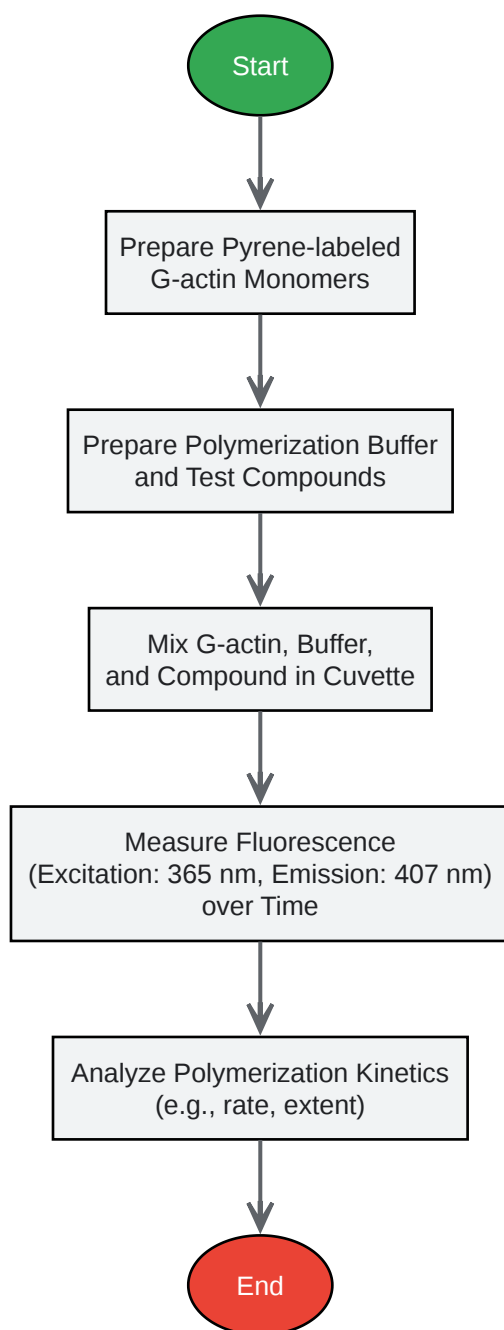 Start
Prepare Pyrene-labeled
G-actin Monomers
Prepare Polymerization Buffer
and Test Compounds
Mix G-actin, Buffer,
and Compound in Cuvette
Measure Fluorescence
(Excitation: 365 nm, Emission: 407 nm)
over Time
Analyze Polymerization Kinetics
(e.g., rate, extent)
End